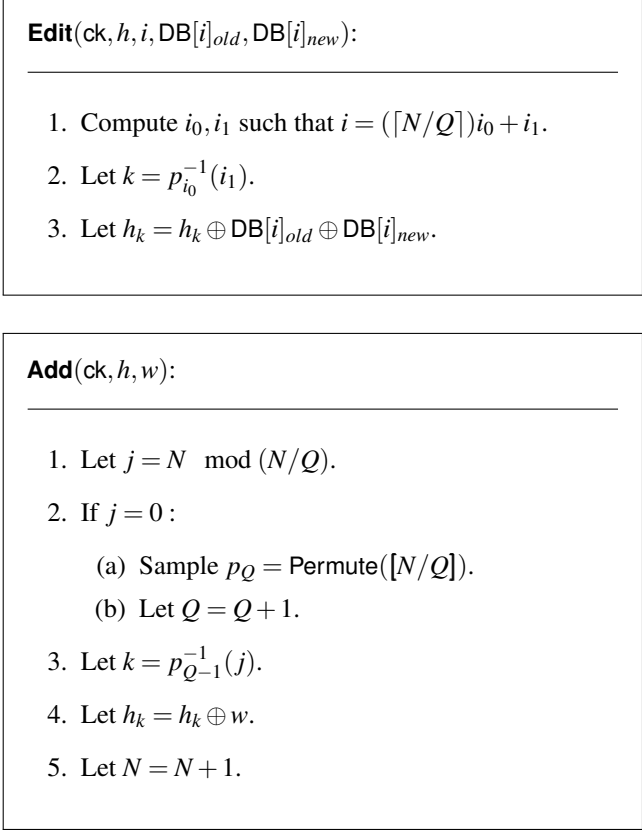 Edit(ck, h, i, DB[i]_old, DB[i]_new):
1. Compute i_0, i_1 such that i = (⌈N/Q⌉)i_0 + i_1.
2. Let k = p_{i_0}^{-1}(i_1).
3. Let h_k = h_k ⊕ DB[i]_old ⊕ DB[i]_new.
Add(ck, h, w):
1. Let j = N mod (N/Q).
2. If j = 0 :
(a) Sample p_Q = Permute([N/Q]).
(b) Let Q = Q + 1.
3. Let k = p_{Q-1}^{-1}(j).
4. Let h_k = h_k ⊕ w.
5. Let N = N + 1.